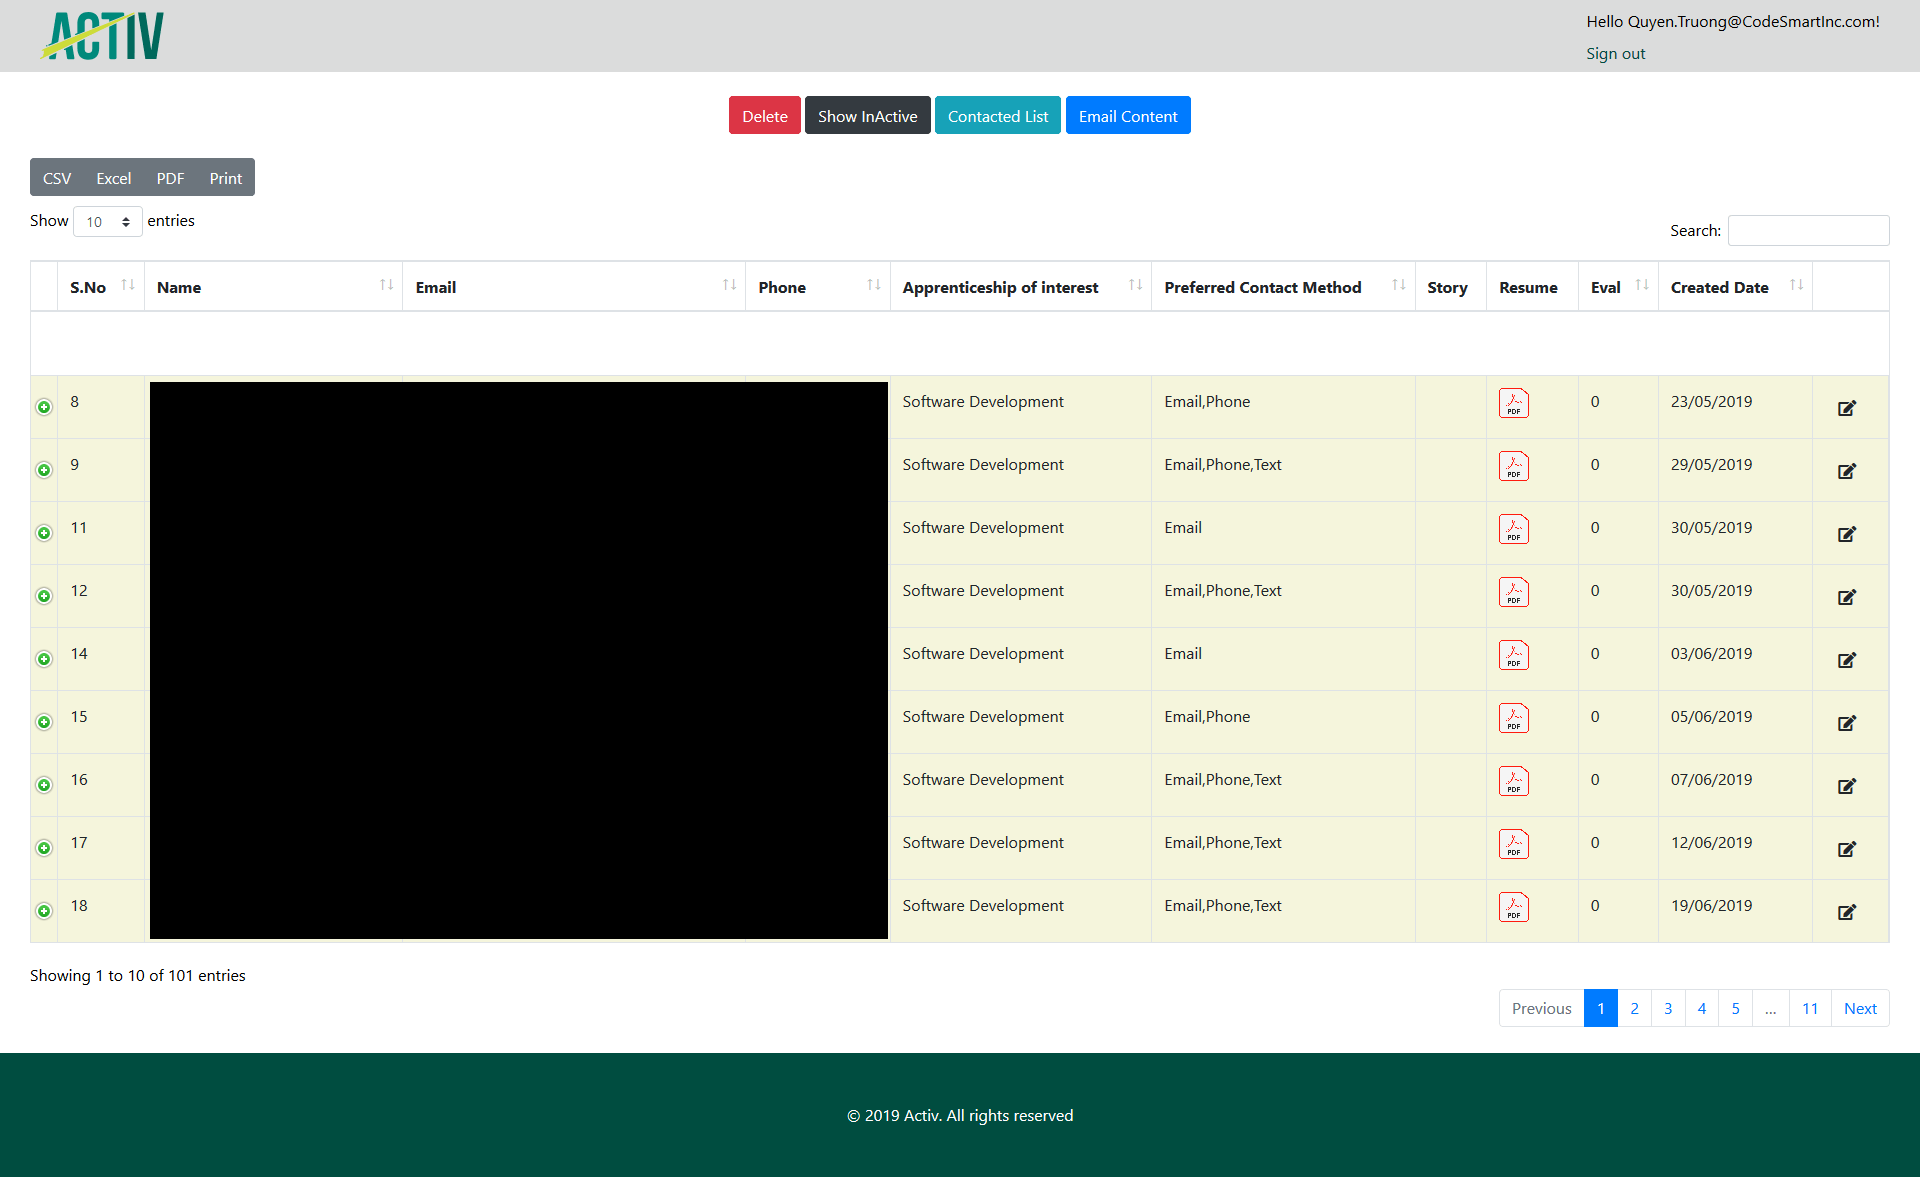 ACTIV
Hello Quyen.Truong@CodeSmartInc.com!
Sign out
Delete Show InActive Contacted List Email Content
CSV Excel PDF Print
Show 10 entries
Search:
S.No Name Email Phone Apprenticeship of interest Preferred Contact Method Story Resume Eval Created Date
8 Software Development Email,Phone PDF 0 23/05/2019
9 Software Development Email,Phone,Text PDF 0 29/05/2019
11 Software Development Email PDF 0 30/05/2019
12 Software Development Email,Phone,Text PDF 0 30/05/2019
14 Software Development Email PDF 0 03/06/2019
15 Software Development Email,Phone PDF 0 05/06/2019
16 Software Development Email,Phone,Text PDF 0 07/06/2019
17 Software Development Email,Phone,Text PDF 0 12/06/2019
18 Software Development Email,Phone,Text PDF 0 19/06/2019
Showing 1 to 10 of 101 entries
Previous 1 2 3 4 5 ... 11 Next
© 2019 Activ. All rights reserved